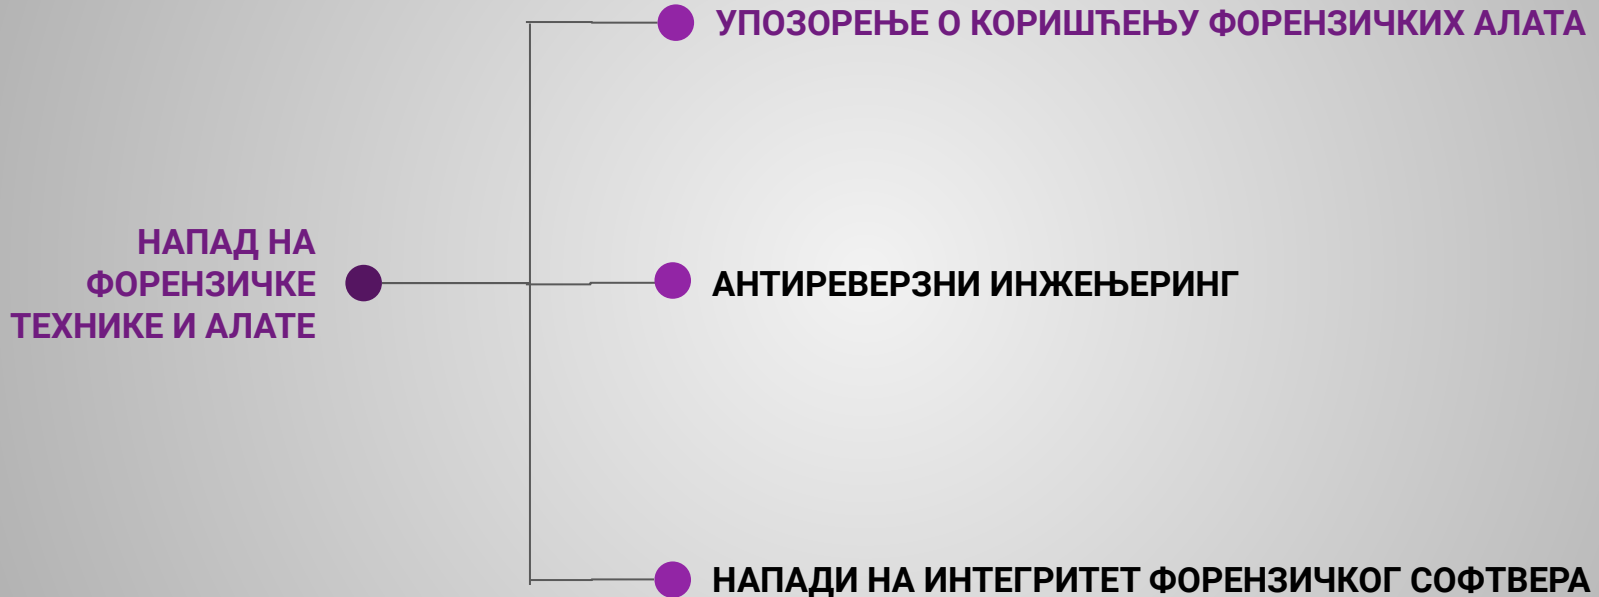 УПОЗОРЕЊЕ О КОРИШЋЕЊУ ФОРЕНЗИЧКИХ АЛАТА
НАПАД НА
ФОРЕНЗИЧКЕ
ТЕХНИКЕ И АЛАТЕ
АНТИРЕВЕРЗНИ ИНЖЕЊЕРИНГ
НАПАДИ НА ИНТЕГРИТЕТ ФОРЕНЗИЧКОГ СОФТВЕРА